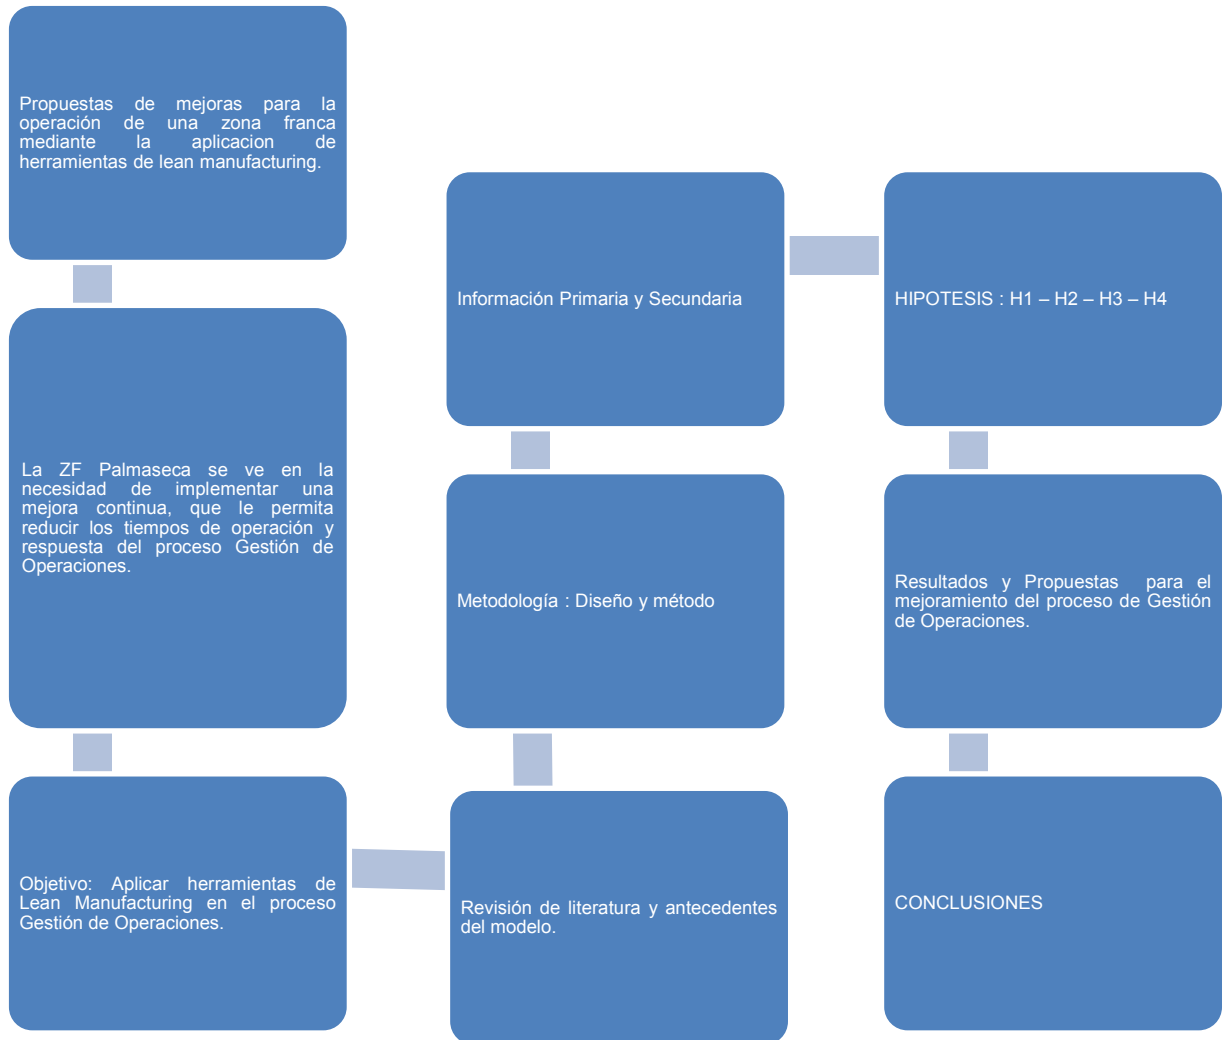 Propuestas de mejoras para la
operación de una zona franca
mediante la aplicacion de
herramientas de lean manufacturing.
La ZF Palmaseca se ve en la
necesidad de implementar una
mejora continua, que le permita
reducir los tiempos de operación y
respuesta del proceso Gestión de
Operaciones.
Objetivo: Aplicar herramientas de
Lean Manufacturing en el proceso
Gestión de Operaciones.
Revisión de literatura y antecedentes
del modelo.
Metodología : Diseño y método
Información Primaria y Secundaria
HIPOTESIS : H1 – H2 – H3 – H4
Resultados y Propuestas para el
mejoramiento del proceso de Gestión
de Operaciones.
CONCLUSIONES